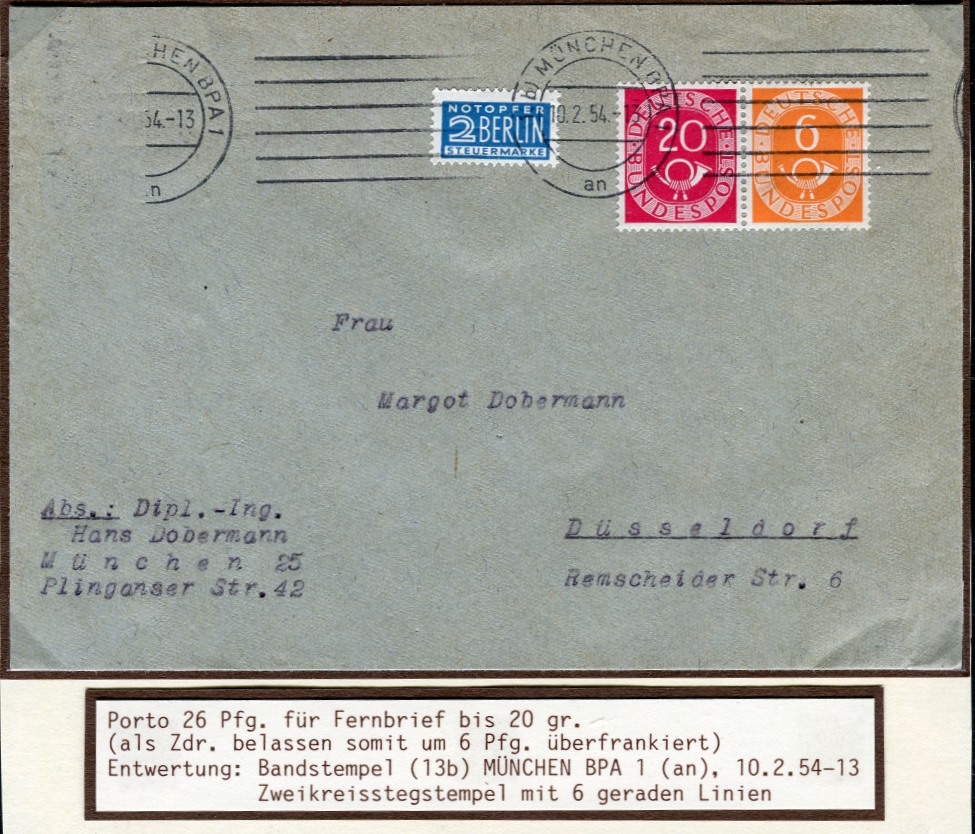 HEN BPA 1
54.-13
n
b) MÜNCHEN BPA
10.2.54.-13
an
NOTOPFER
2 BERLIN
STEUERMARKE
DEUTSCHE
20
BUNDESPOST
DEUTSCHE
6
BUNDESPOST
Frau
Margot Dobermann
Abs.: Dipl.-Ing.
Hans Dobermann
M ü n c h e n 25
Plinganser Str.42
D ü s s e l d o r f
Remscheider Str. 6
Porto 26 Pfg. für Fernbrief bis 20 gr.
(als Zdr. belassen somit um 6 Pfg. überfrankiert)
Entwertung: Bandstempel (13b) MÜNCHEN BPA 1 (an), 10.2.54-13
Zweikreisstegstempel mit 6 geraden Linien